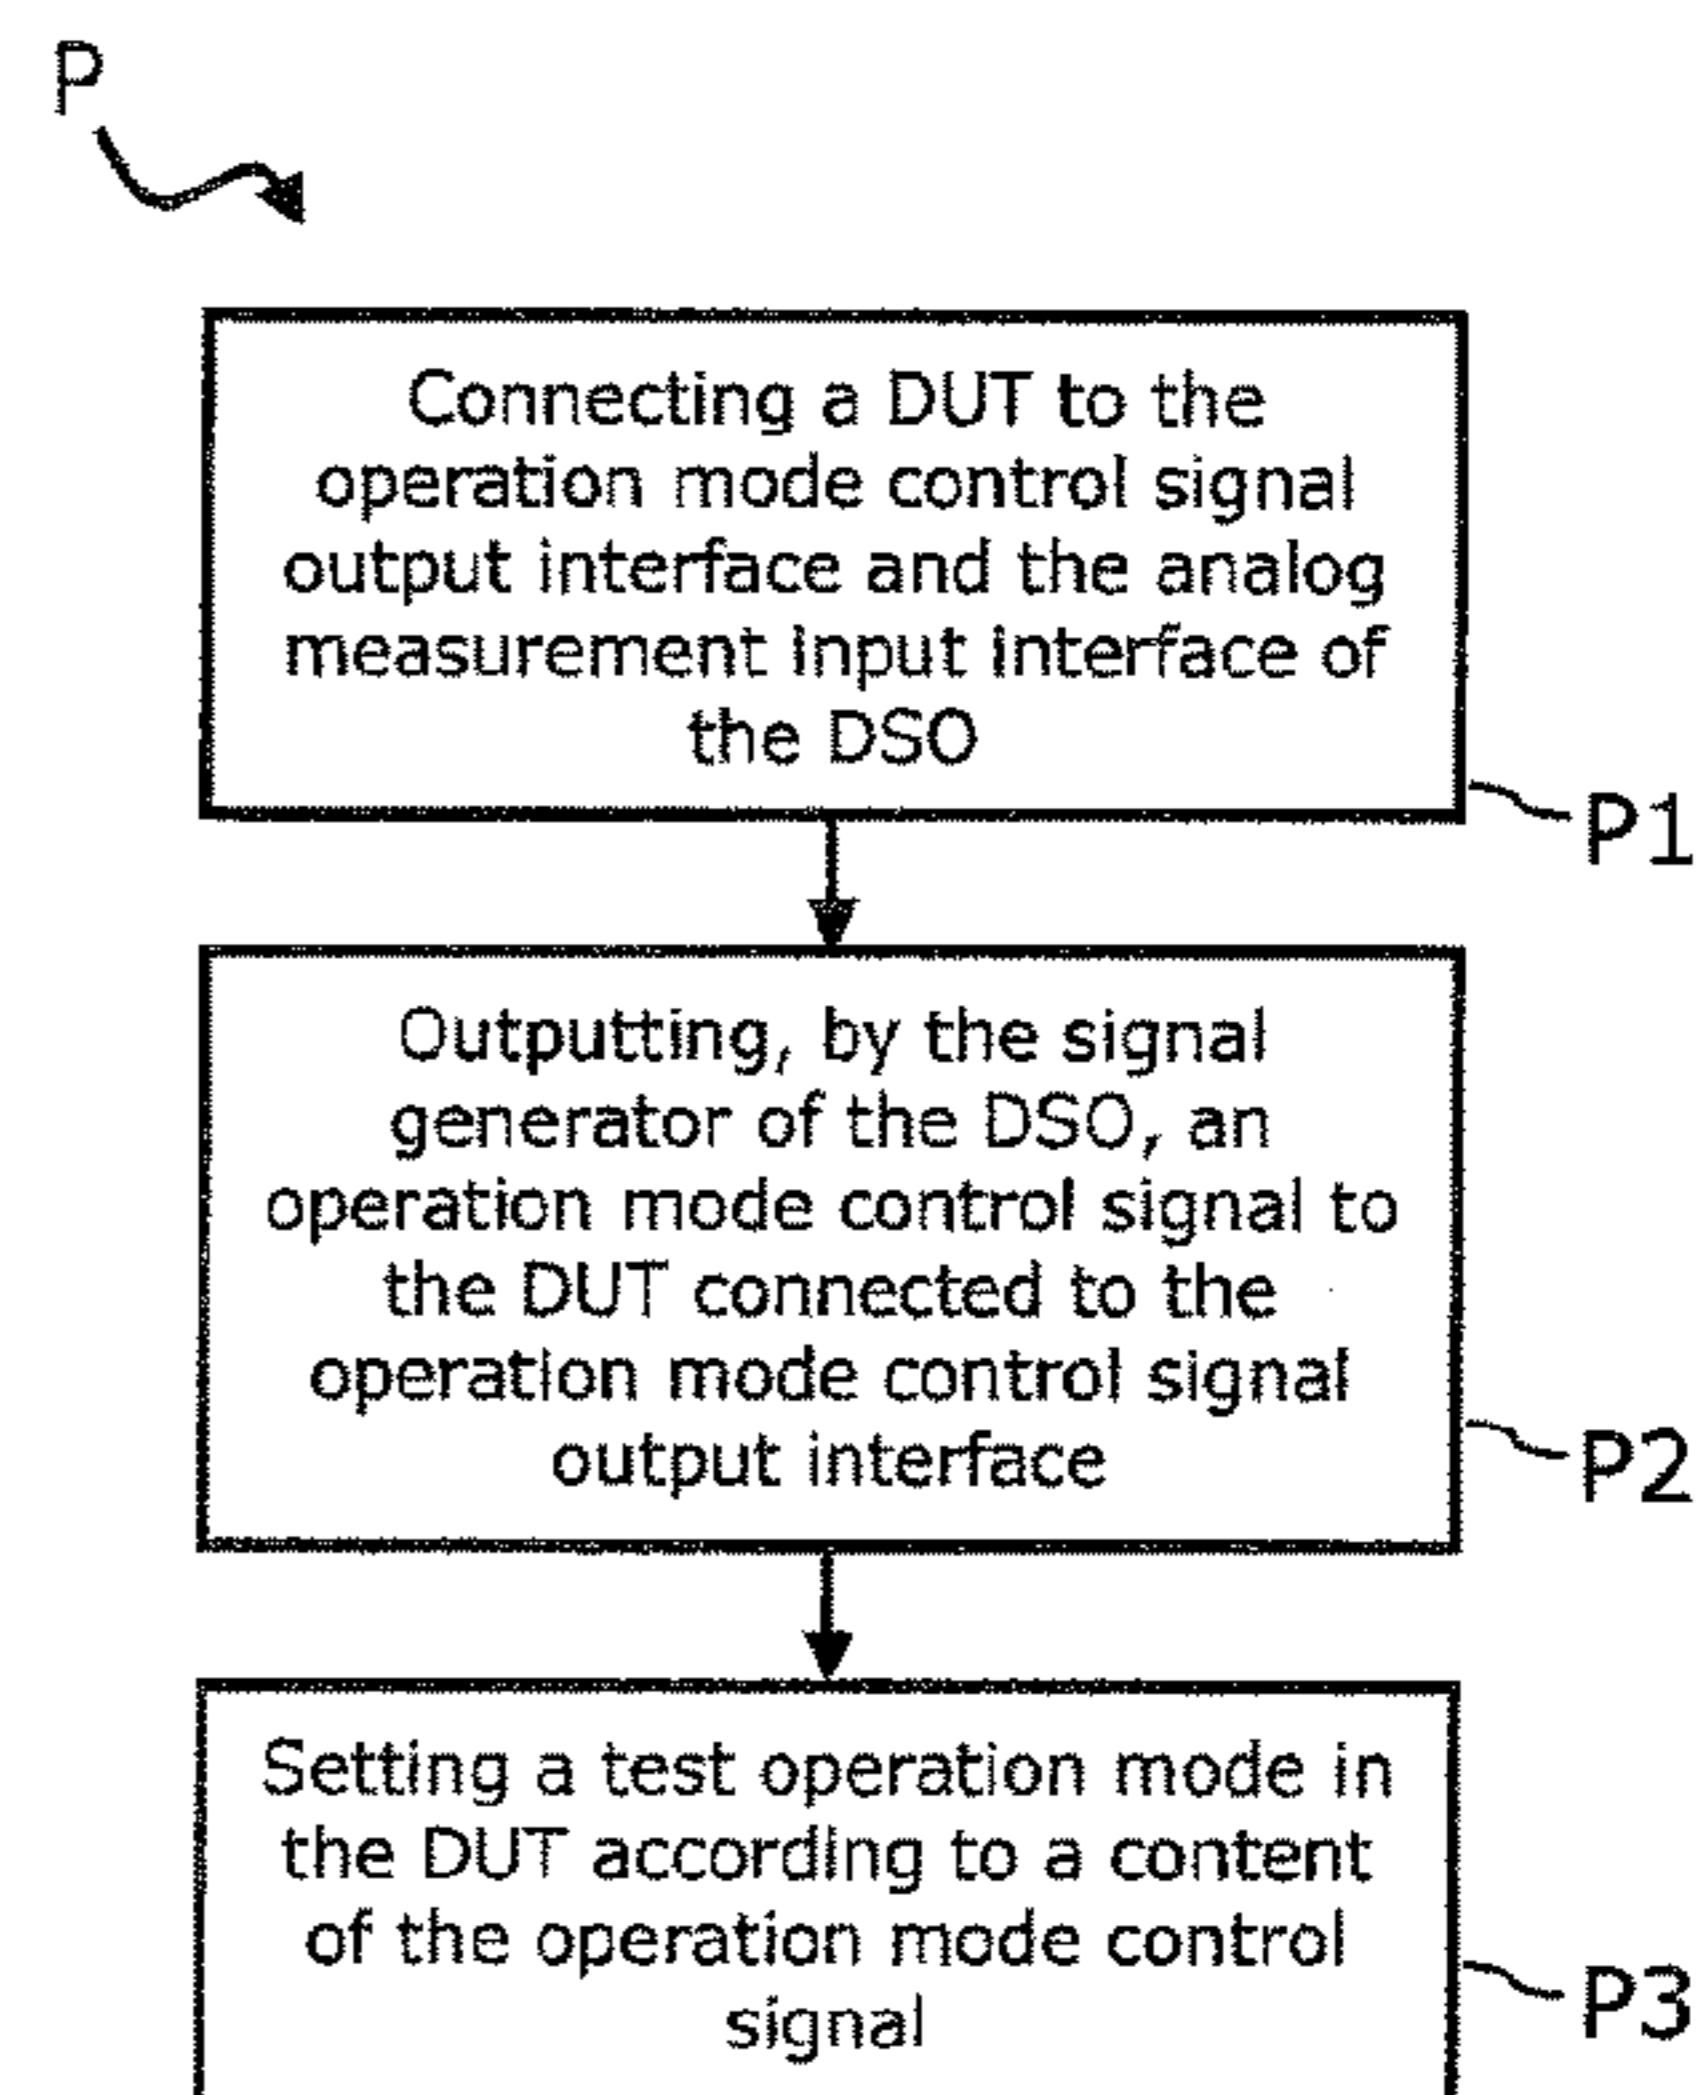 P
Connecting a DUT to the
operation mode control signal
output interface and the analog
measurement input interface of
the DSO
P1
Outputting, by the signal
generator of the DSO, an
operation mode control signal to
the DUT connected to the
operation mode control signal
output interface
P2
Setting a test operation mode in
the DUT according to a content
of the operation mode control
signal
P3